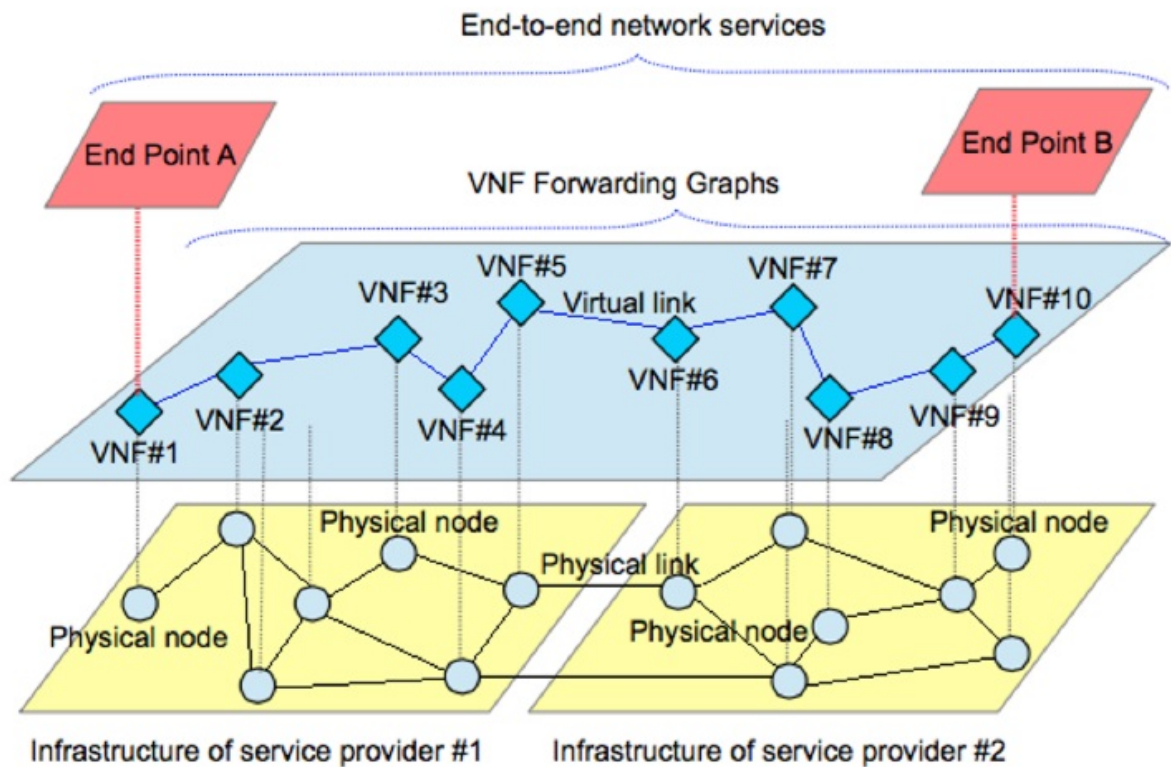 End-to-end network services
End Point A
End Point B
VNF Forwarding Graphs
VNF#5
VNF#7
VNF#3
Virtual link
VNF#10
VNF#6
VNF#2
VNF#4
VNF#8
VNF#9
VNF#1
Physical node
Physical node
Physical link
Physical node
Physical node
Infrastructure of service provider #1
Infrastructure of service provider #2